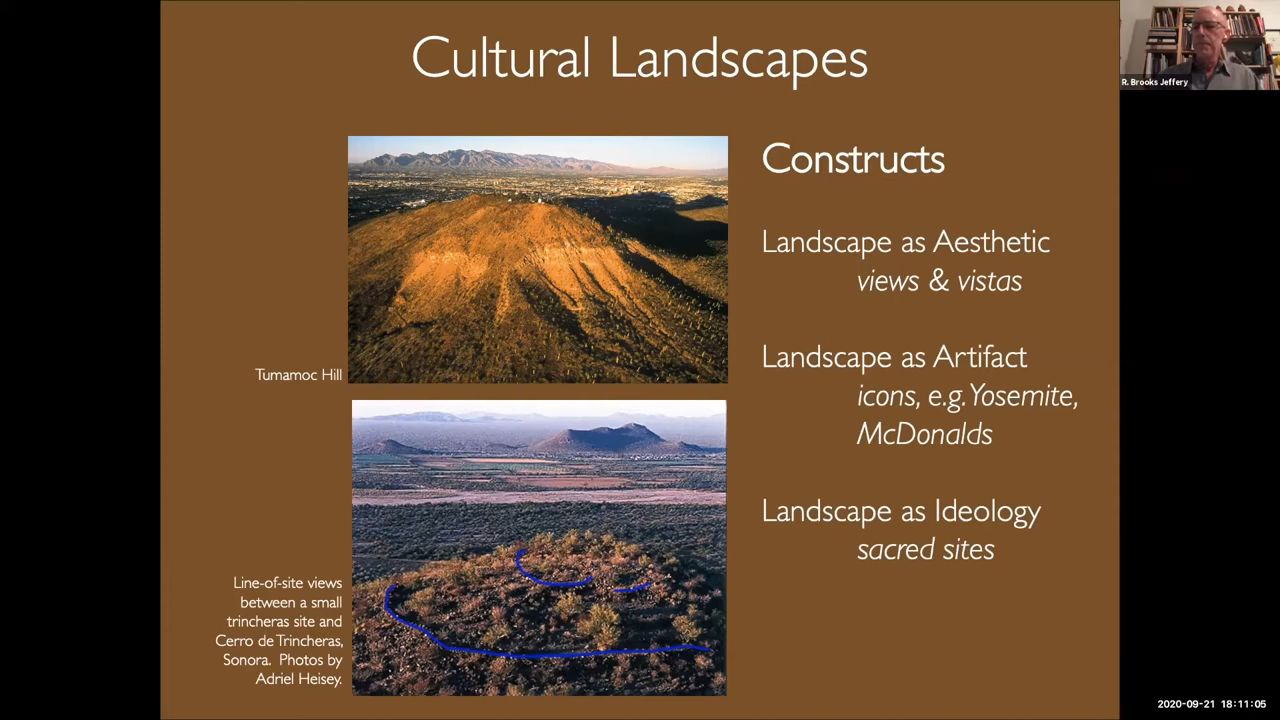 Cultural Landscapes
R. Brooks Jeffery
Constructs
Landscape as Aesthetic
views & vistas
Landscape as Artifact
icons, e.g. Yosemite,
McDonalds
Landscape as Ideology
sacred sites
Tumamoc Hill
Line-of-site views
between a small
trincheras site and
Cerro de Trincheras,
Sonora. Photos by
Adriel Heisey.
2020-09-21 18:11:05